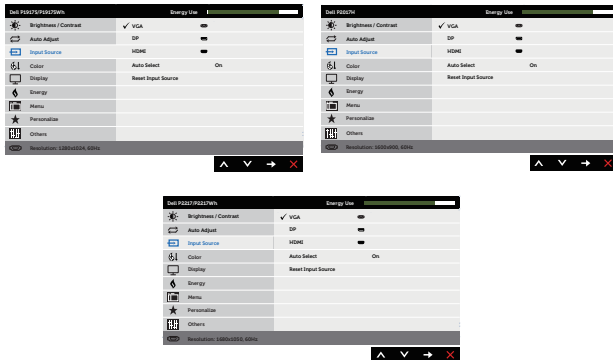 Dell P1917S/P1917SWh Energy Use
Brightness / Contrast VGA
Auto Adjust DP
Input Source HDMI
Color Auto Select On
Display Reset Input Source
Energy
Menu
Personalize
Others
Resolution: 1280x1024, 60Hz
Dell P2017H Energy Use
Brightness / Contrast VGA
Auto Adjust DP
Input Source HDMI
Color Auto Select On
Display Reset Input Source
Energy
Menu
Personalize
Others
Resolution: 1600x900, 60Hz
Dell P2217/P2217Wh Energy Use
Brightness / Contrast VGA
Auto Adjust DP
Input Source HDMI
Color Auto Select On
Display Reset Input Source
Energy
Menu
Personalize
Others
Resolution: 1680x1050, 60Hz